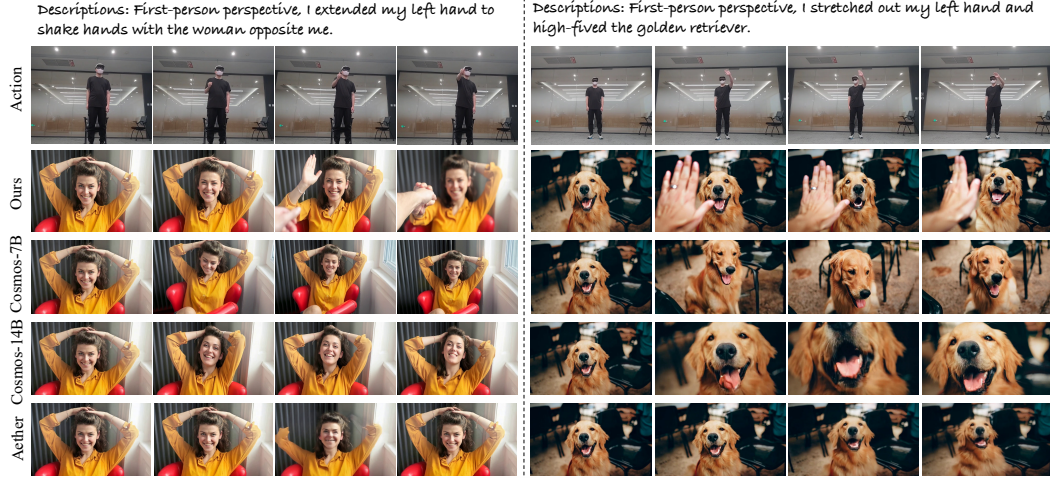 Descriptions: First-person perspective, I extended my left hand to
shake hands with the woman opposite me.
Descriptions: First-person perspective, I stretched out my left hand and
high-fived the golden retriever.
Action
Ours
Cosmos-7B
Cosmos-14B
Aether